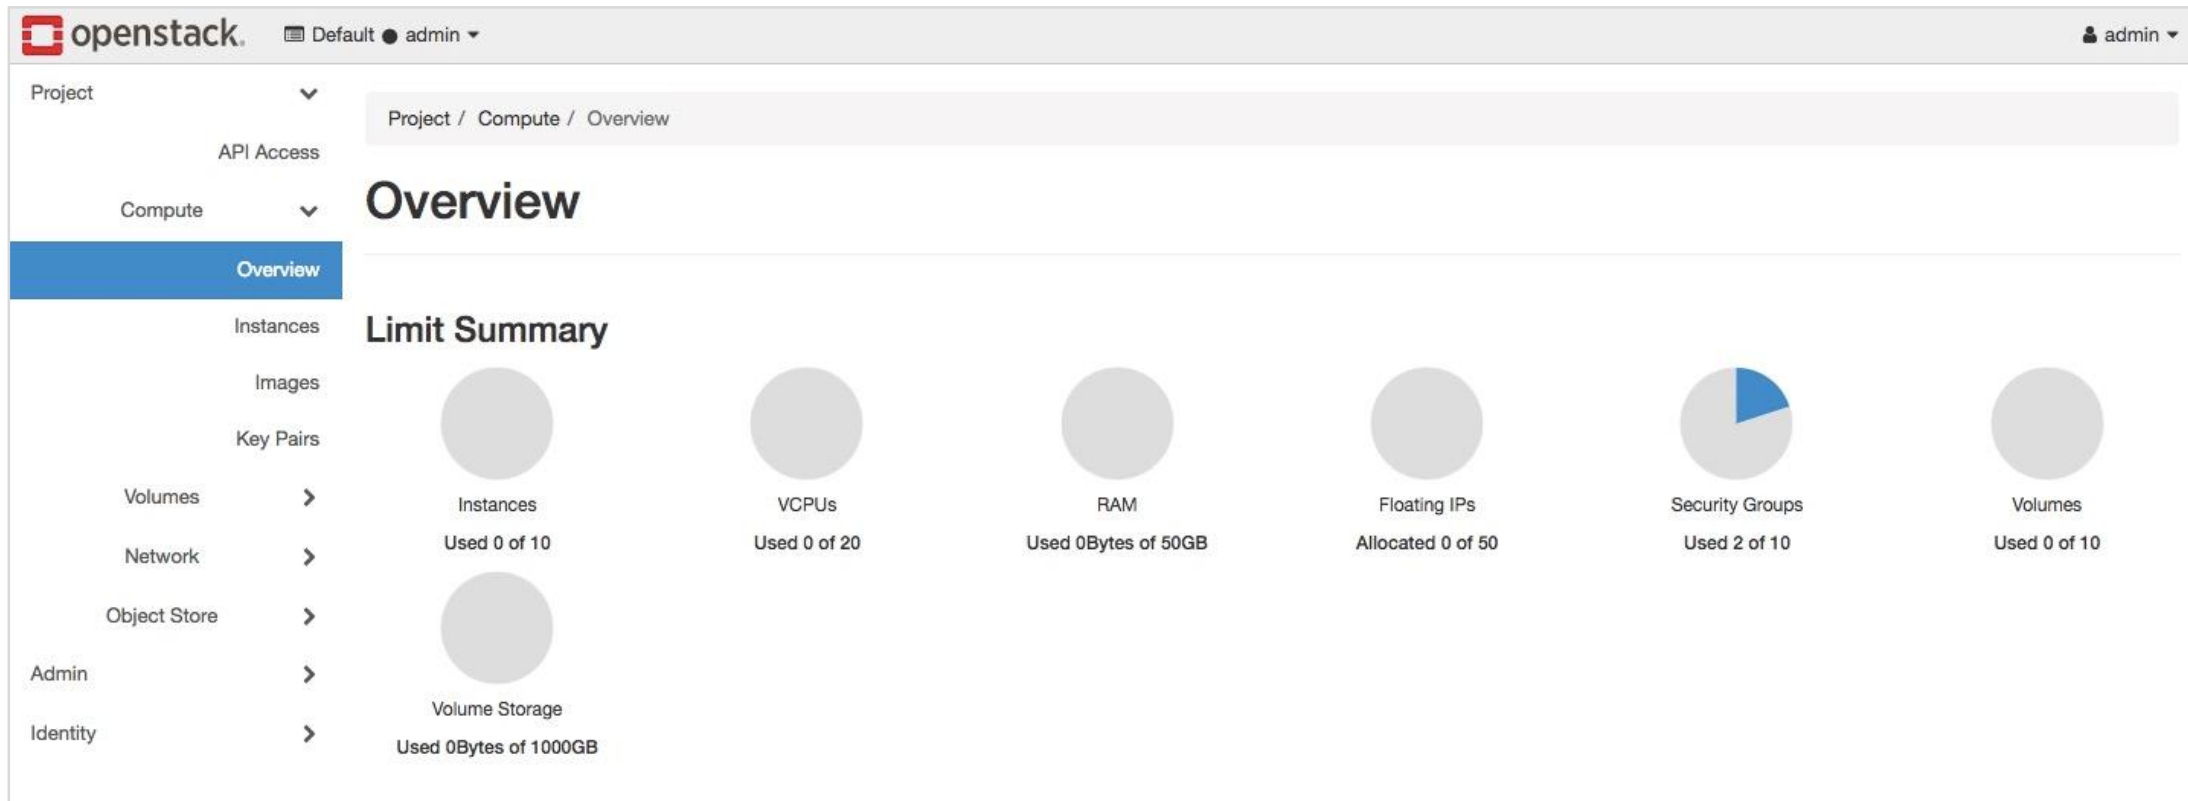 openstack. Default ● admin admin
Project
API Access
Compute
Overview
Instances
Images
Key Pairs
Volumes
Network
Object Store
Admin
Identity
Project / Compute / Overview
Overview
Limit Summary
Instances
Used 0 of 10
VCPUs
Used 0 of 20
RAM
Used 0Bytes of 50GB
Floating IPs
Allocated 0 of 50
Security Groups
Used 2 of 10
Volumes
Used 0 of 10
Volume Storage
Used 0Bytes of 1000GB